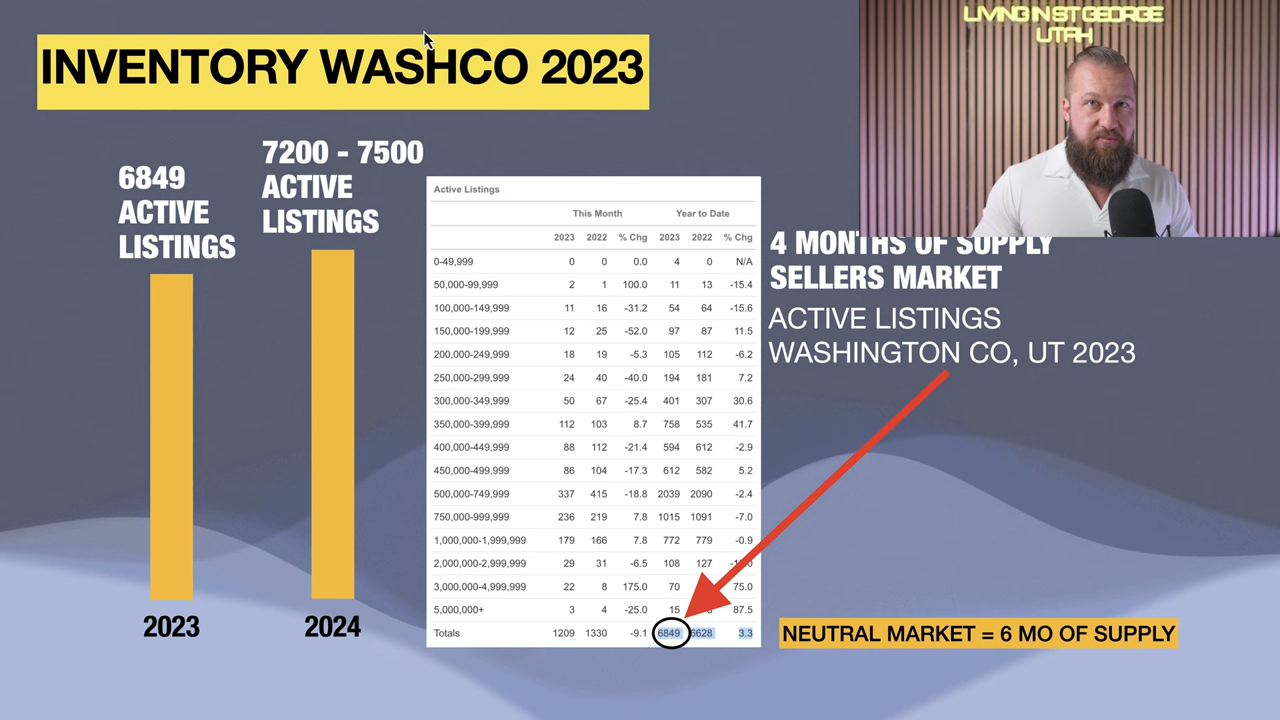 LIVING IN ST GEORGE
UTAH
INVENTORY WASHCO 2023
6849
ACTIVE
LISTINGS
7200 - 7500
ACTIVE
LISTINGS
2023
2024
Active Listings
This Month Year to Date
2023 2022 % Chg 2023 2022 % Chg
0-49,999 0 0 0.0 4 0 N/A
50,000-99,999 2 1 100.0 11 13 -15.4
100,000-149,999 11 16 -31.2 54 64 -15.6
150,000-199,999 12 25 -52.0 97 87 11.5
200,000-249,999 18 19 -5.3 105 112 -6.2
250,000-299,999 24 40 -40.0 194 181 7.2
300,000-349,999 50 67 -25.4 401 307 30.6
350,000-399,999 112 103 8.7 758 535 41.7
400,000-449,999 88 112 -21.4 594 612 -2.9
450,000-499,999 86 104 -17.3 612 582 5.2
500,000-749,999 337 415 -18.8 2039 2090 -2.4
750,000-999,999 236 219 7.8 1015 1091 -7.0
1,000,000-1,999,999 179 166 7.8 772 779 -0.9
2,000,000-2,999,999 29 31 -6.5 108 127
3,000,000-4,999,999 22 8 175.0 70 75.0
5,000,000+ 3 4 -25.0 15 87.5
Totals 1209 1330 -9.1 6849 6628 3.3
4 MONTHS OF SUPPLY
SELLERS MARKET
ACTIVE LISTINGS
WASHINGTON CO, UT 2023
NEUTRAL MARKET = 6 MO OF SUPPLY